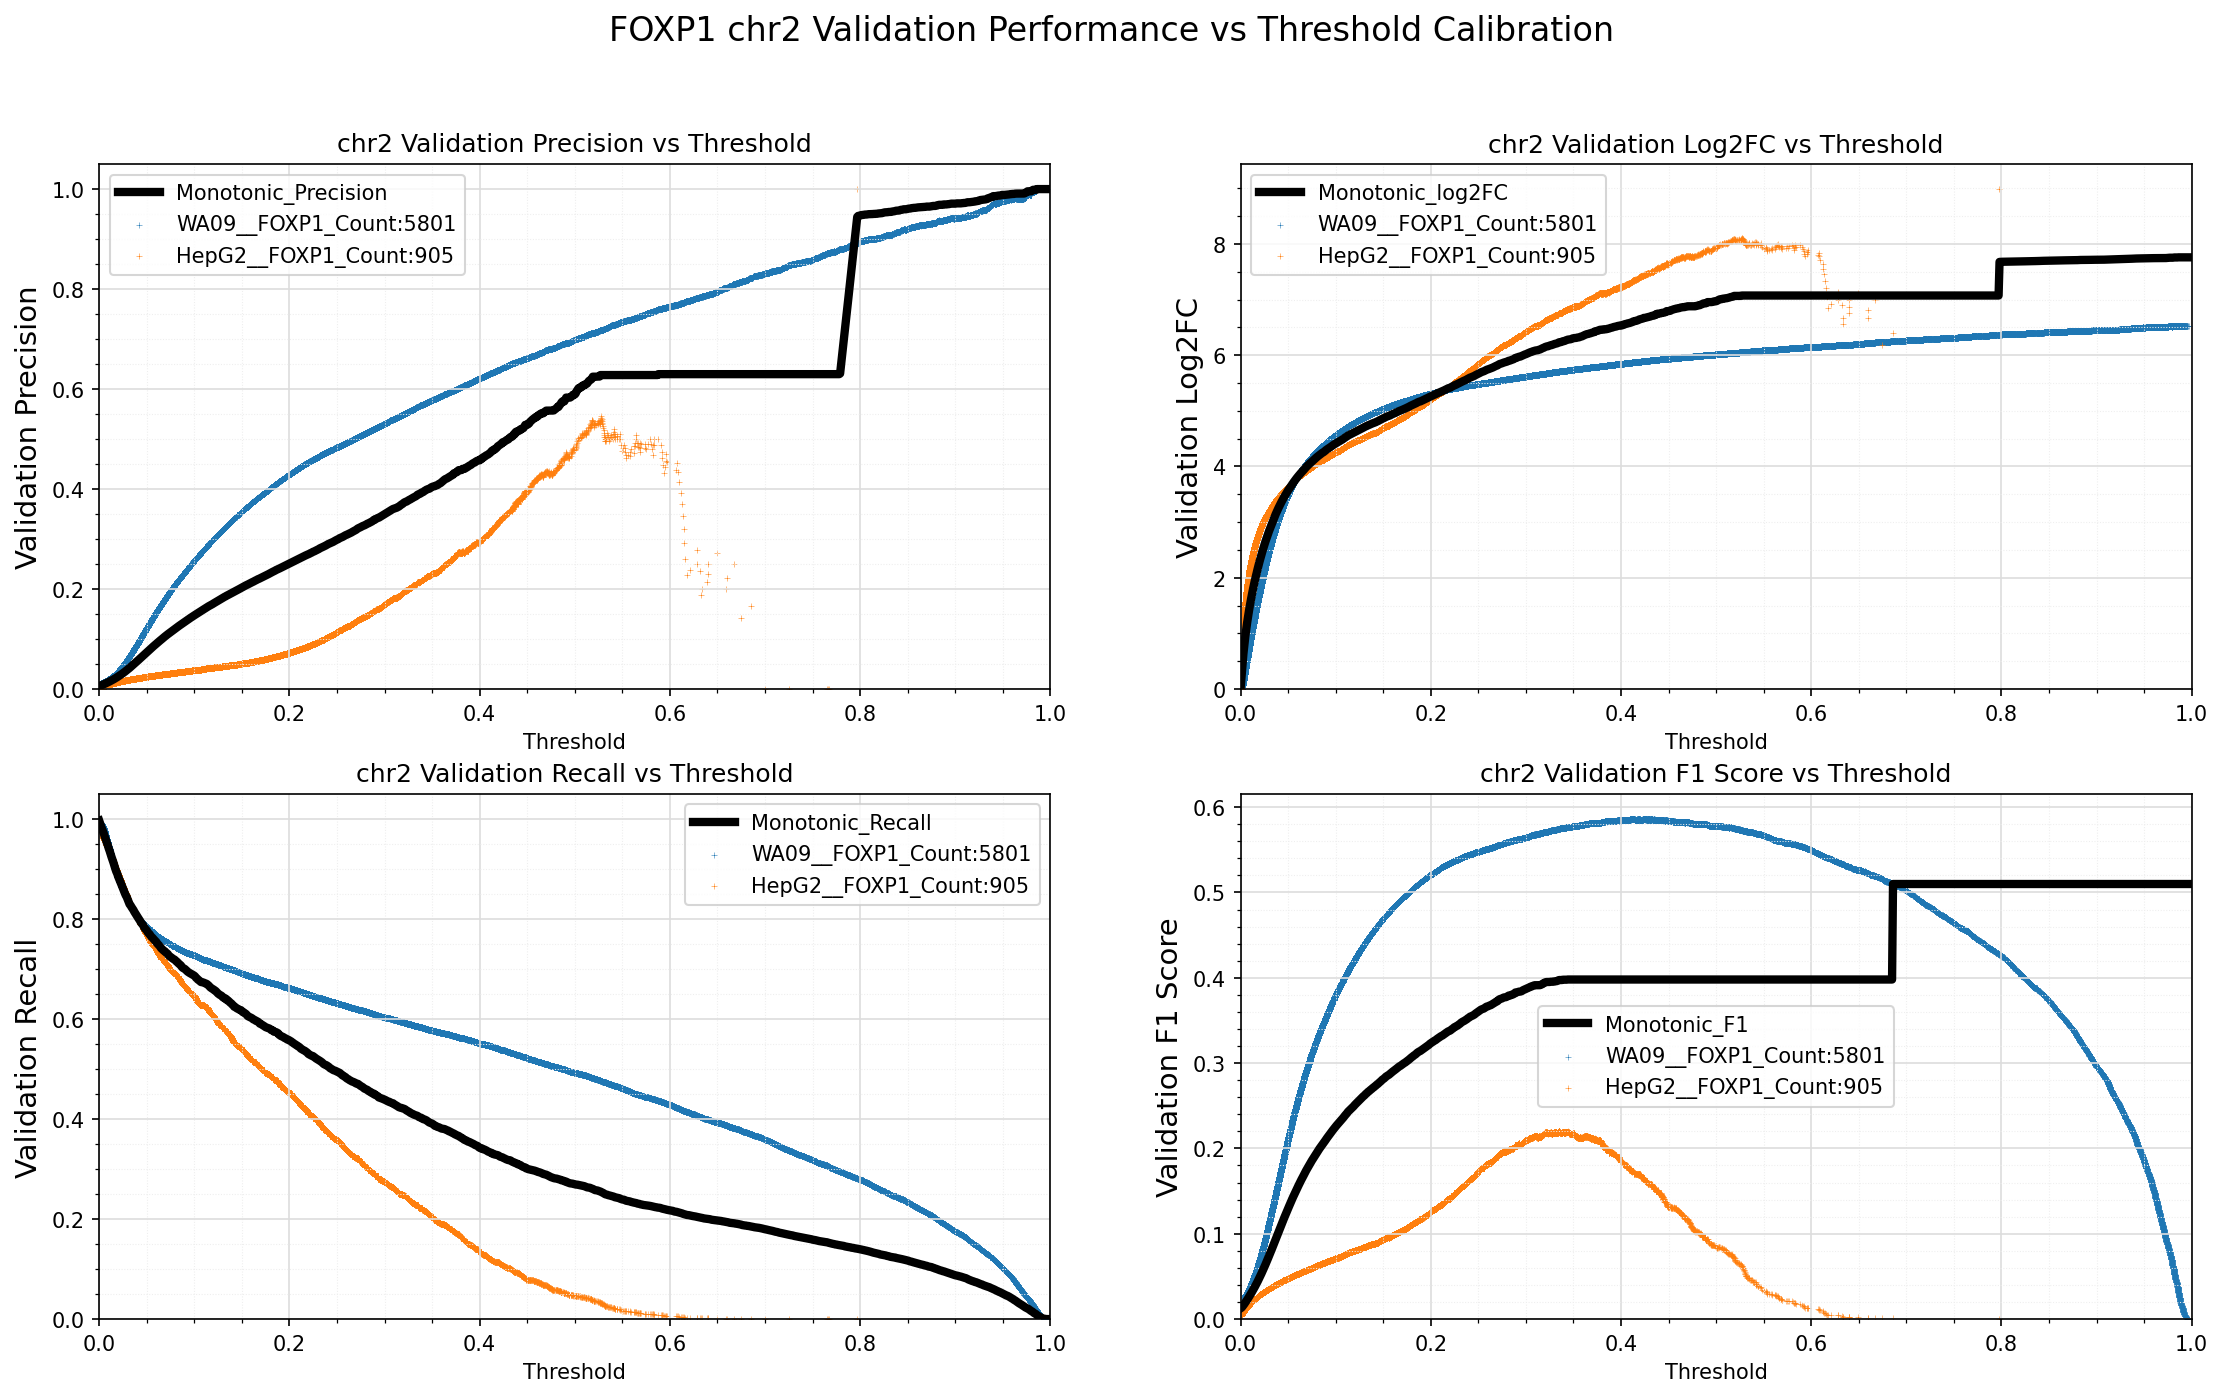 FOXP1 chr2 Validation Performance vs Threshold Calibration
chr2 Validation Precision vs Threshold
Validation Precision
1.0
0.8
0.6
0.4
0.2
0.0
Monotonic_Precision
WA09__FOXP1_Count:5801
HepG2__FOXP1_Count:905
0.0 0.2 0.4 0.6 0.8 1.0
Threshold
chr2 Validation Log2FC vs Threshold
Validation Log2FC
8
6
4
2
0
Monotonic_log2FC
WA09__FOXP1_Count:5801
HepG2__FOXP1_Count:905
0.0 0.2 0.4 0.6 0.8 1.0
Threshold
chr2 Validation Recall vs Threshold
Validation Recall
1.0
0.8
0.6
0.4
0.2
0.0
Monotonic_Recall
WA09__FOXP1_Count:5801
HepG2__FOXP1_Count:905
0.0 0.2 0.4 0.6 0.8 1.0
Threshold
chr2 Validation F1 Score vs Threshold
Validation F1 Score
0.6
0.5
0.4
0.3
0.2
0.1
0.0
Monotonic_F1
WA09__FOXP1_Count:5801
HepG2__FOXP1_Count:905
0.0 0.2 0.4 0.6 0.8 1.0
Threshold